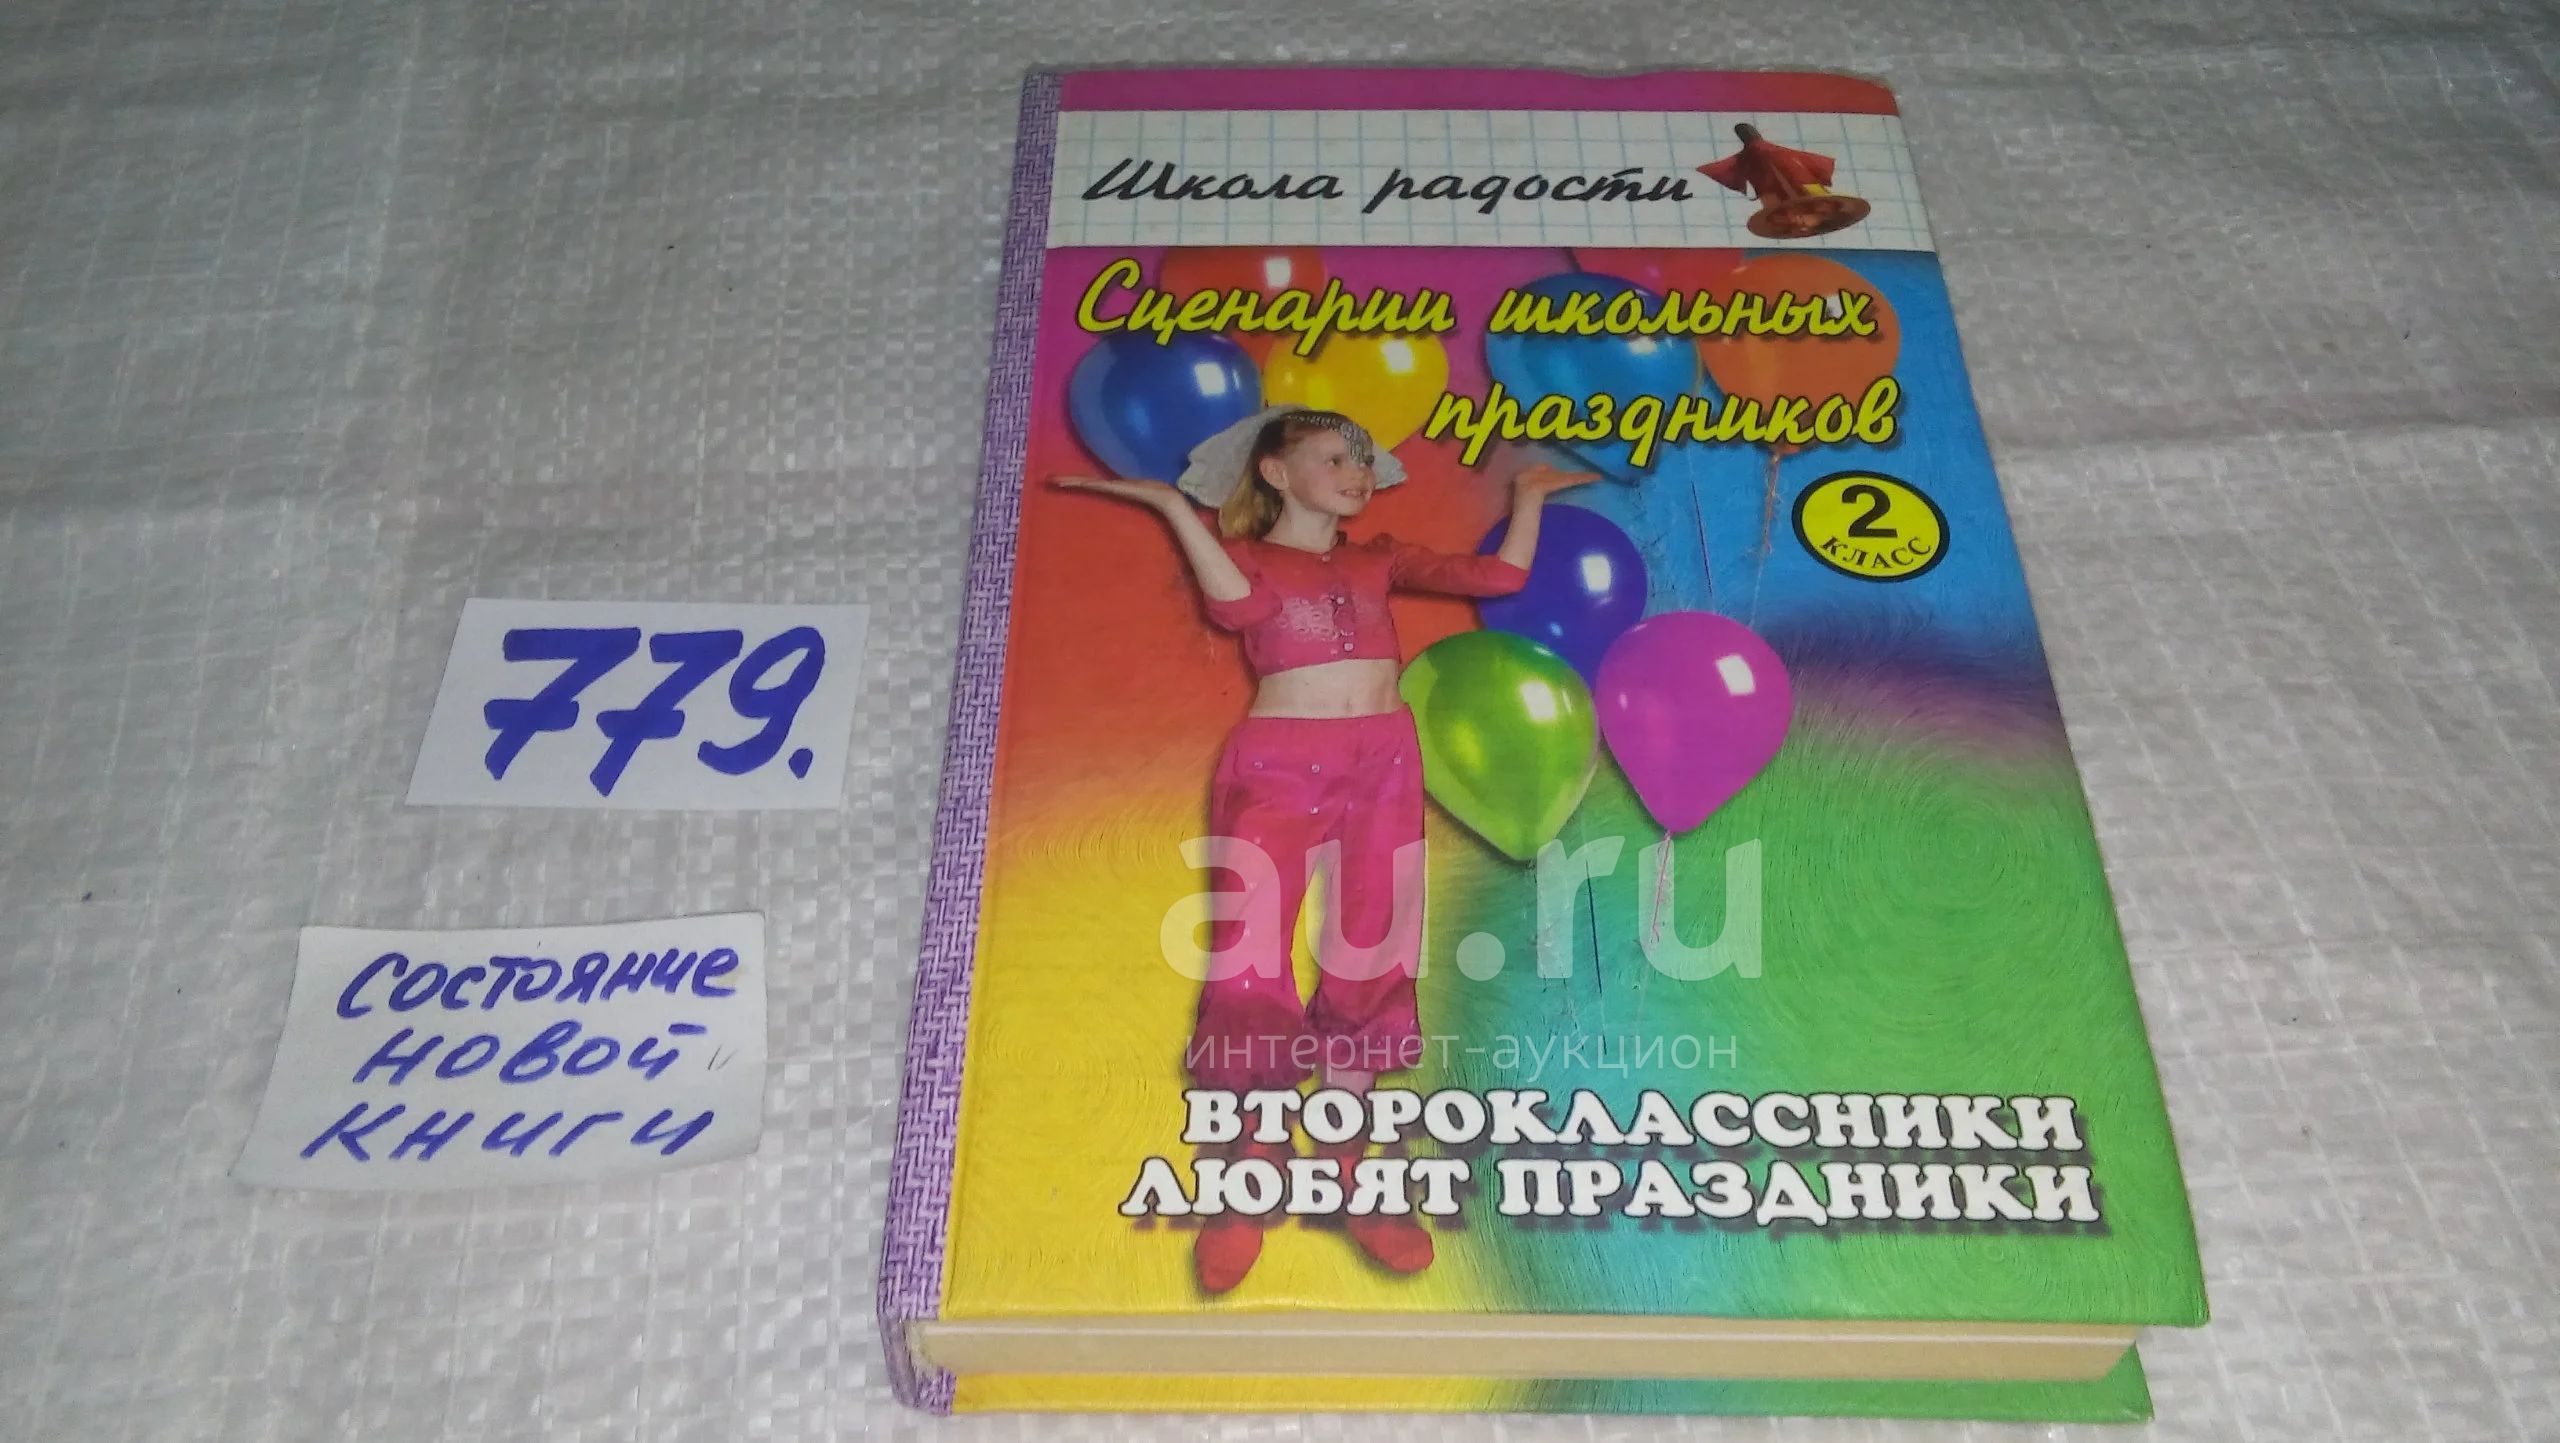 Школа радости
Сценарии школьных
праздников
2
КЛАСС
779.
состояние
новой
книги
au.ru
интернет-аукцион
ВТОРОКЛАССНИКИ
ЛЮБЯТ ПРАЗДНИКИ